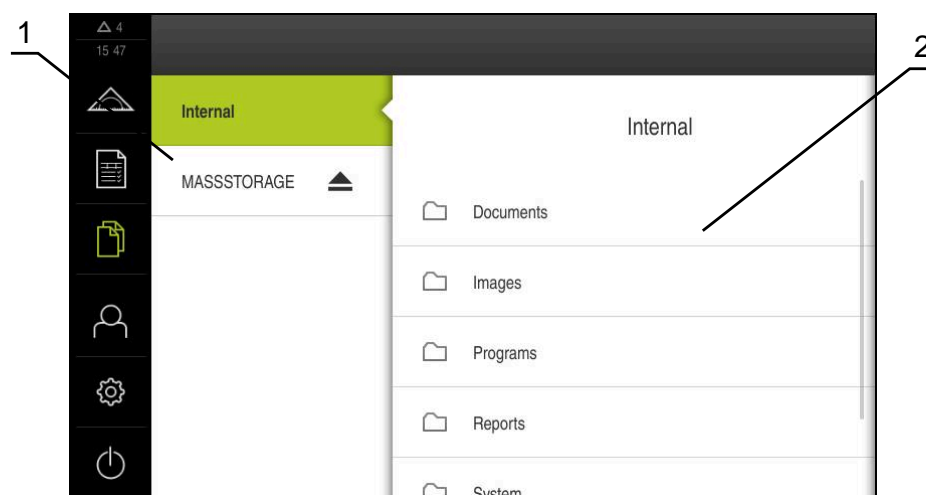 1
2
4
15 47
Internal
MASSSTORAGE
Internal
Documents
Images
Programs
Reports
System